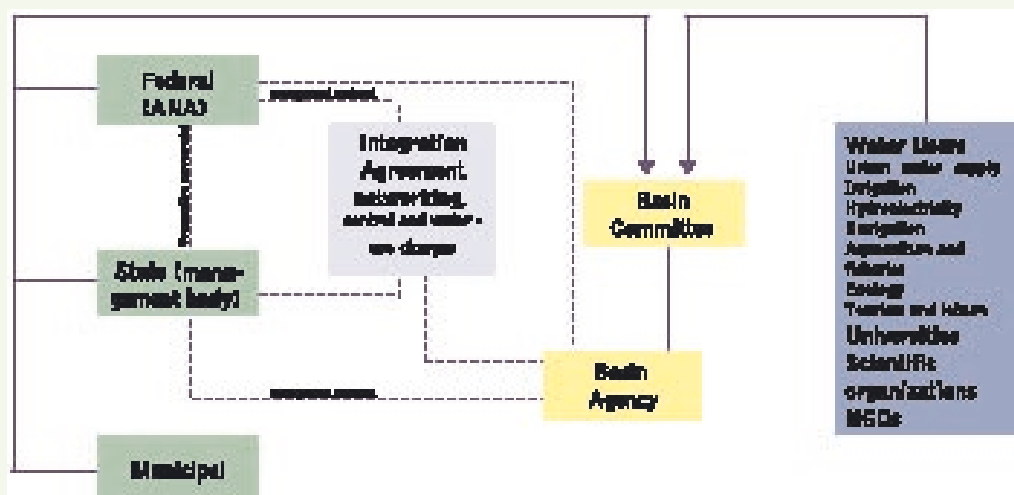 Federal
(ANA)
Integration
Agreement,
networking,
control and water-
use charges
State (mana-
gement body)
Municipal
Basin
Committee
Basin
Agency
Water Users
Urban water supply
Irrigation
Hydroelectricity
Navigation
Aquaculture and
fisheries
Ecology
Tourism and leisure
Universities
Scientific
organizations
NGOs